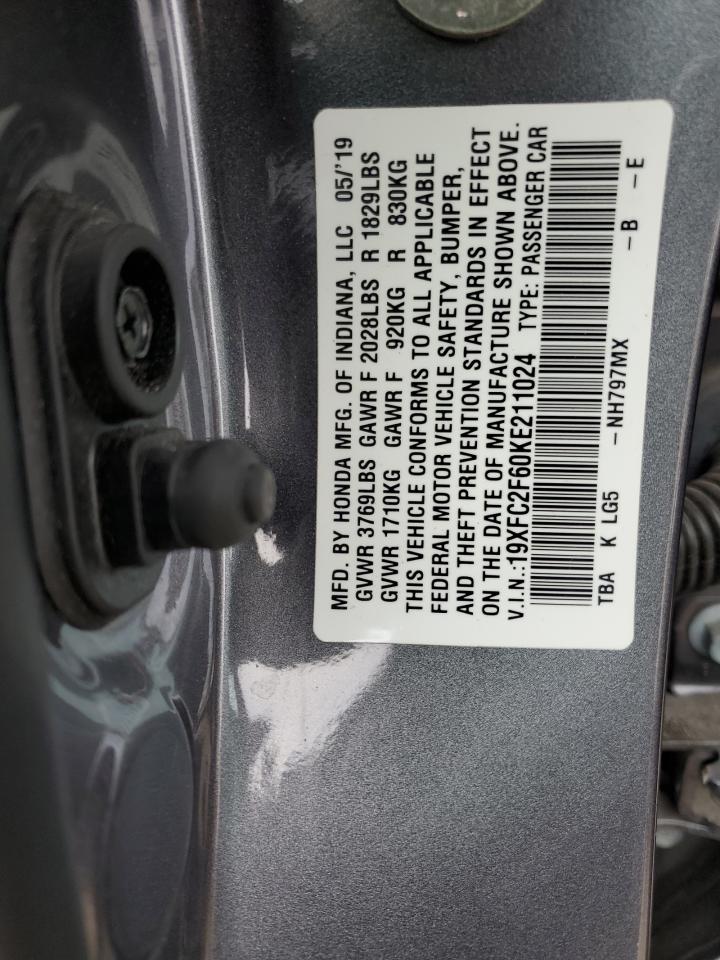 MFD. BY HONDA MFG. OF INDIANA, LLC 05/'19
GVWR 3769LBS GAWR F 2028LBS R 1829LBS
GVWR 1710KG GAWR F 920KG R 830KG
THIS VEHICLE CONFORMS TO ALL APPLICABLE
FEDERAL MOTOR VEHICLE SAFETY, BUMPER,
AND THEFT PREVENTION STANDARDS IN EFFECT
ON THE DATE OF MANUFACTURE SHOWN ABOVE.
V.I.N.:19XFC2F60KE211024 TYPE: PASSENGER CAR
TBA K LG5 -NH797MX -B -E